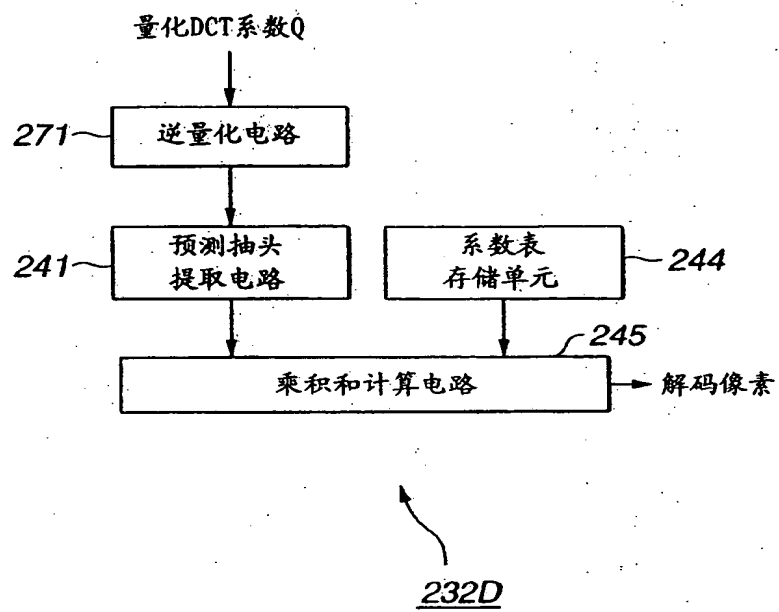 量化DCT系数Q
271
逆量化电路
241
预测抽头
提取电路
系数表
存储单元
244
245
乘积和计算电路
解码像素
232D